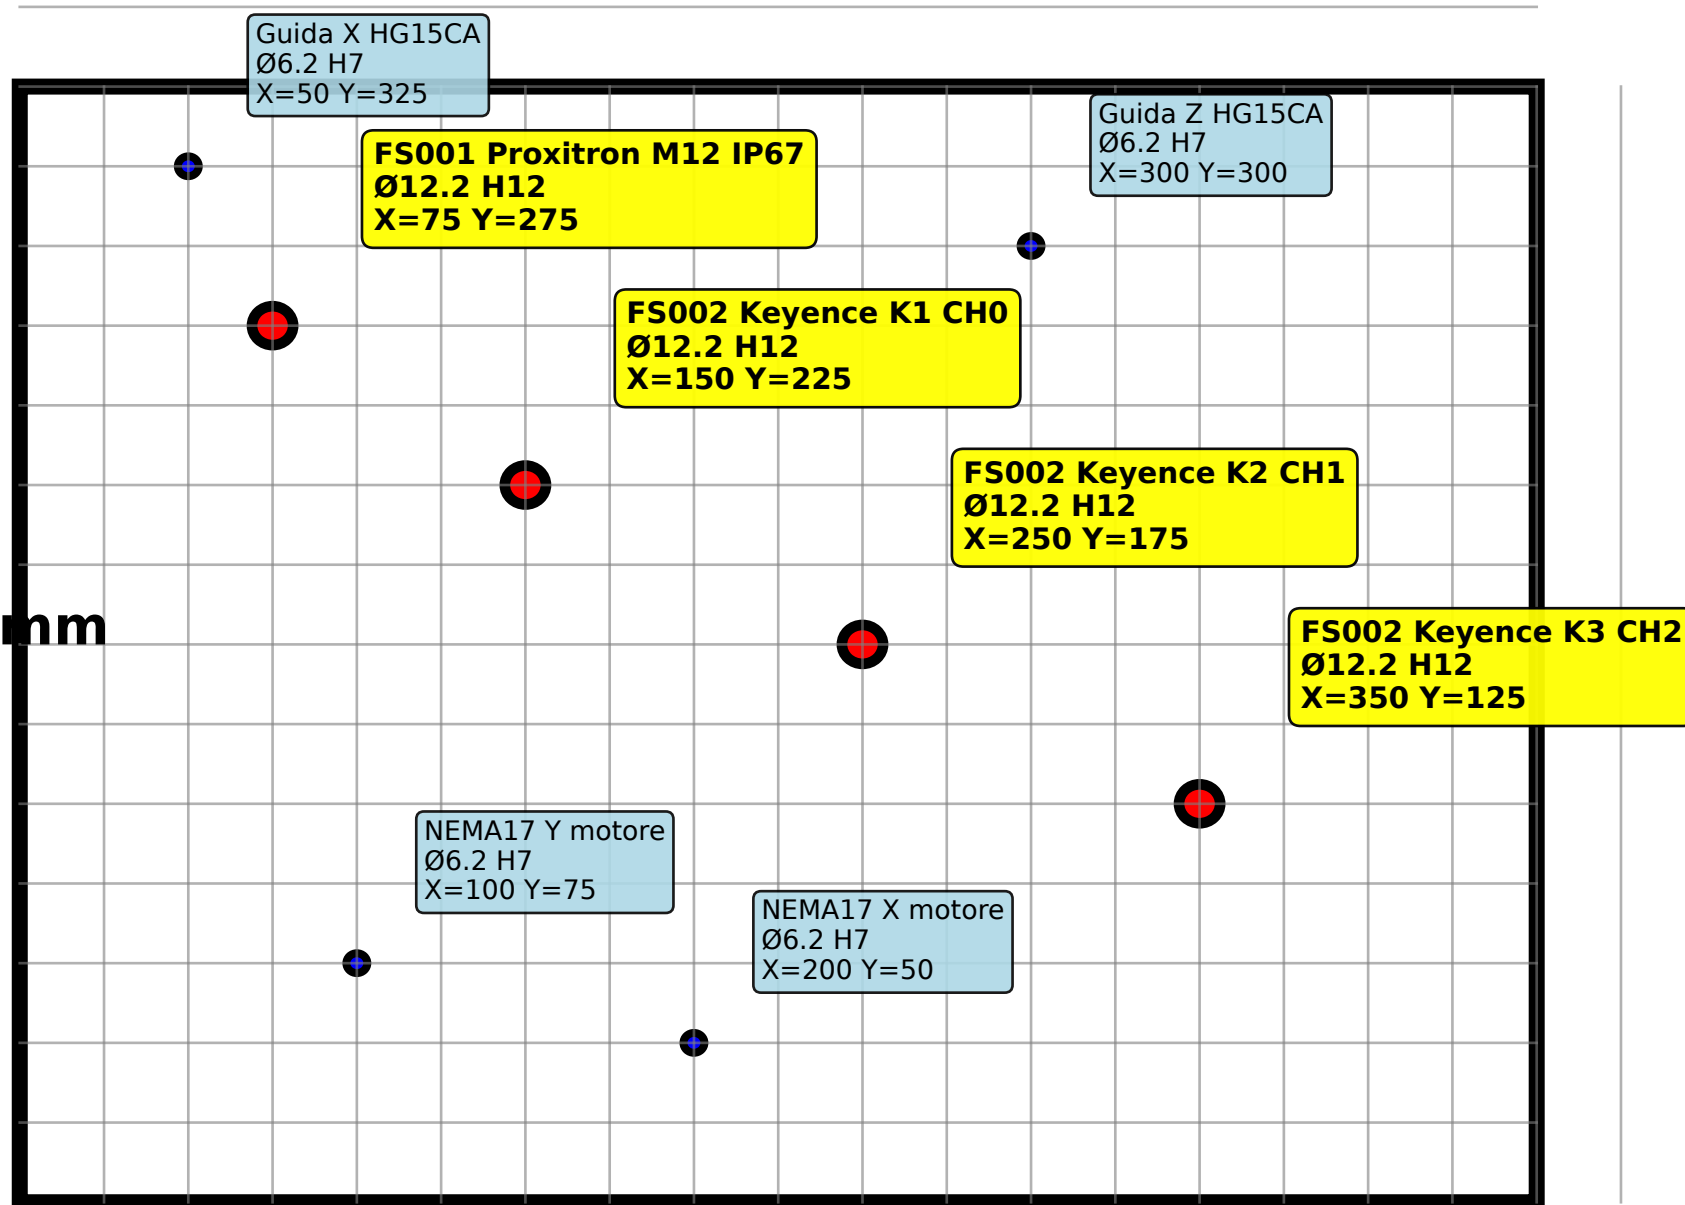 Guida X HG15CA
Ø6.2 H7
X=50 Y=325
Guida Z HG15CA
Ø6.2 H7
X=300 Y=300
FS001 Proxitron M12 IP67
Ø12.2 H12
X=75 Y=275
FS002 Keyence K1 CH0
Ø12.2 H12
X=150 Y=225
FS002 Keyence K2 CH1
Ø12.2 H12
X=250 Y=175
mm
FS002 Keyence K3 CH2
Ø12.2 H12
X=350 Y=125
NEMA17 Y motore
Ø6.2 H7
X=100 Y=75
NEMA17 X motore
Ø6.2 H7
X=200 Y=50